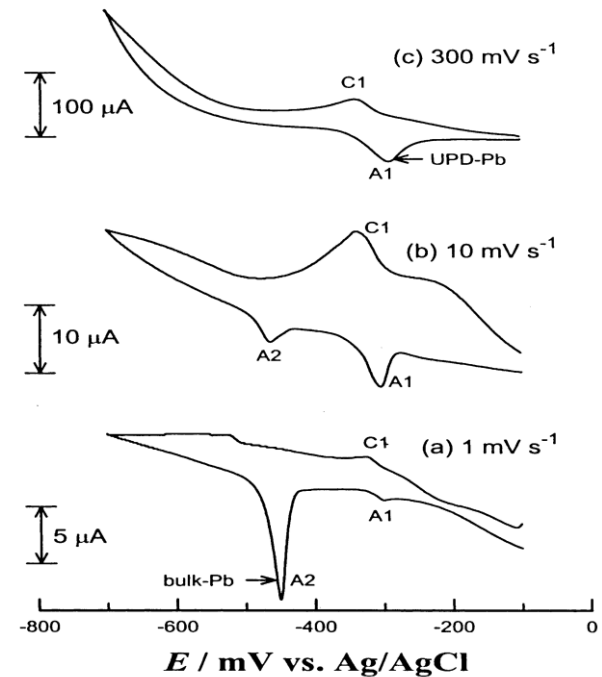 (c) 300 mV s⁻¹
C1
100 μA
UPD-Pb
A1
C1
(b) 10 mV s⁻¹
10 μA
A2
A1
C1
(a) 1 mV s⁻¹
A1
5 μA
bulk-Pb
A2
-800 -600 -400 -200 0
E / mV vs. Ag/AgCl